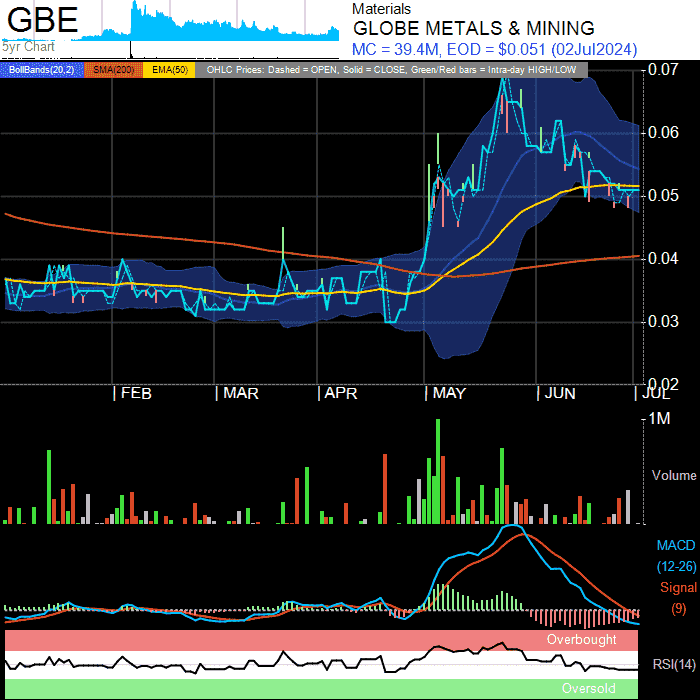 GBE
5yr Chart
Materials
GLOBE METALS & MINING
MC = 39.4M, EOD = $0.051 (02Jul2024)
BollBands(20,2) SMA(200) EMA(50) OHLC Prices: Dashed = OPEN, Solid = CLOSE, Green/Red bars = Intra-day HIGH/LOW
0.07
0.06
0.05
0.04
0.03
0.02
FEB MAR APR MAY JUN JUL
1M
Volume
MACD
(12-26)
Signal
(9)
Overbought
RSI(14)
Oversold